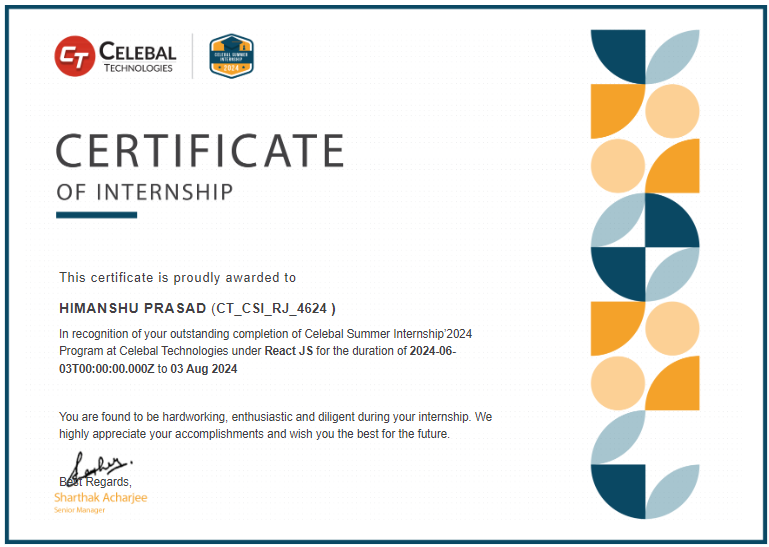 CT CELEBAL
TECHNOLOGIES
CELEBAL SUMMER
INTERNSHIP
2024
CERTIFICATE
OF INTERNSHIP
This certificate is proudly awarded to
HIMANSHU PRASAD (CT_CSI_RJ_4624 )
In recognition of your outstanding completion of Celebal Summer Internship'2024
Program at Celebal Technologies under React JS for the duration of 2024-06-
03T00:00:00.000Z to 03 Aug 2024
You are found to be hardworking, enthusiastic and diligent during your internship. We
highly appreciate your accomplishments and wish you the best for the future.
Best Regards,
Sharthak Acharjee
Senior Manager